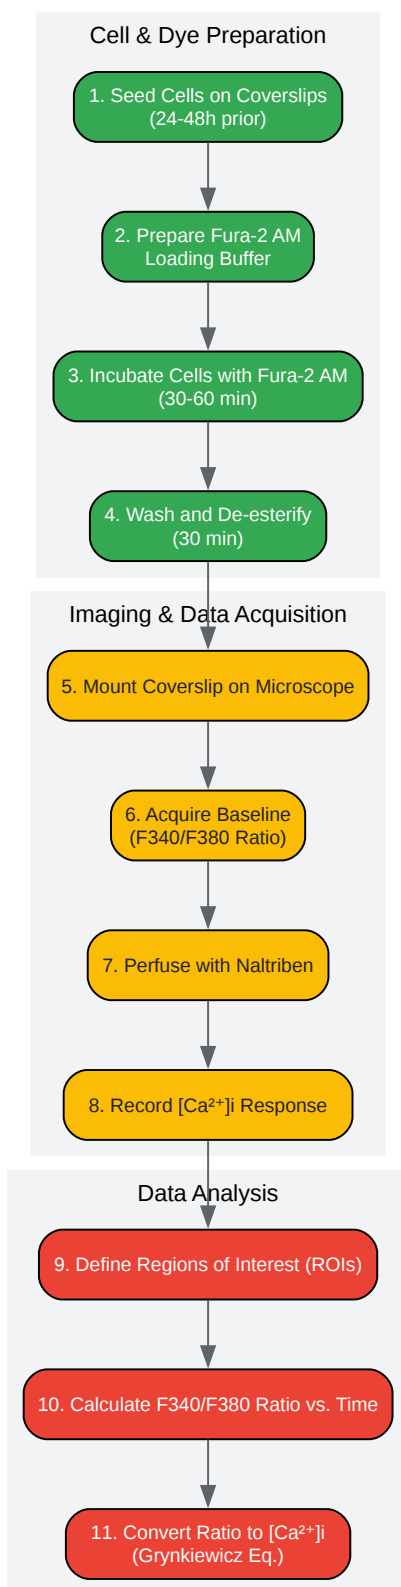 Cell & Dye Preparation
1. Seed Cells on Coverslips
(24-48h prior)
2. Prepare Fura-2 AM
Loading Buffer
3. Incubate Cells with Fura-2 AM
(30-60 min)
4. Wash and De-esterify
(30 min)
Imaging & Data Acquisition
5. Mount Coverslip on Microscope
6. Acquire Baseline
(F340/F380 Ratio)
7. Perfuse with Naltriben
8. Record [Ca²⁺]i Response
Data Analysis
9. Define Regions of Interest (ROIs)
10. Calculate F340/F380 Ratio vs. Time
11. Convert Ratio to [Ca²⁺]i
(Grynkiewicz Eq.)